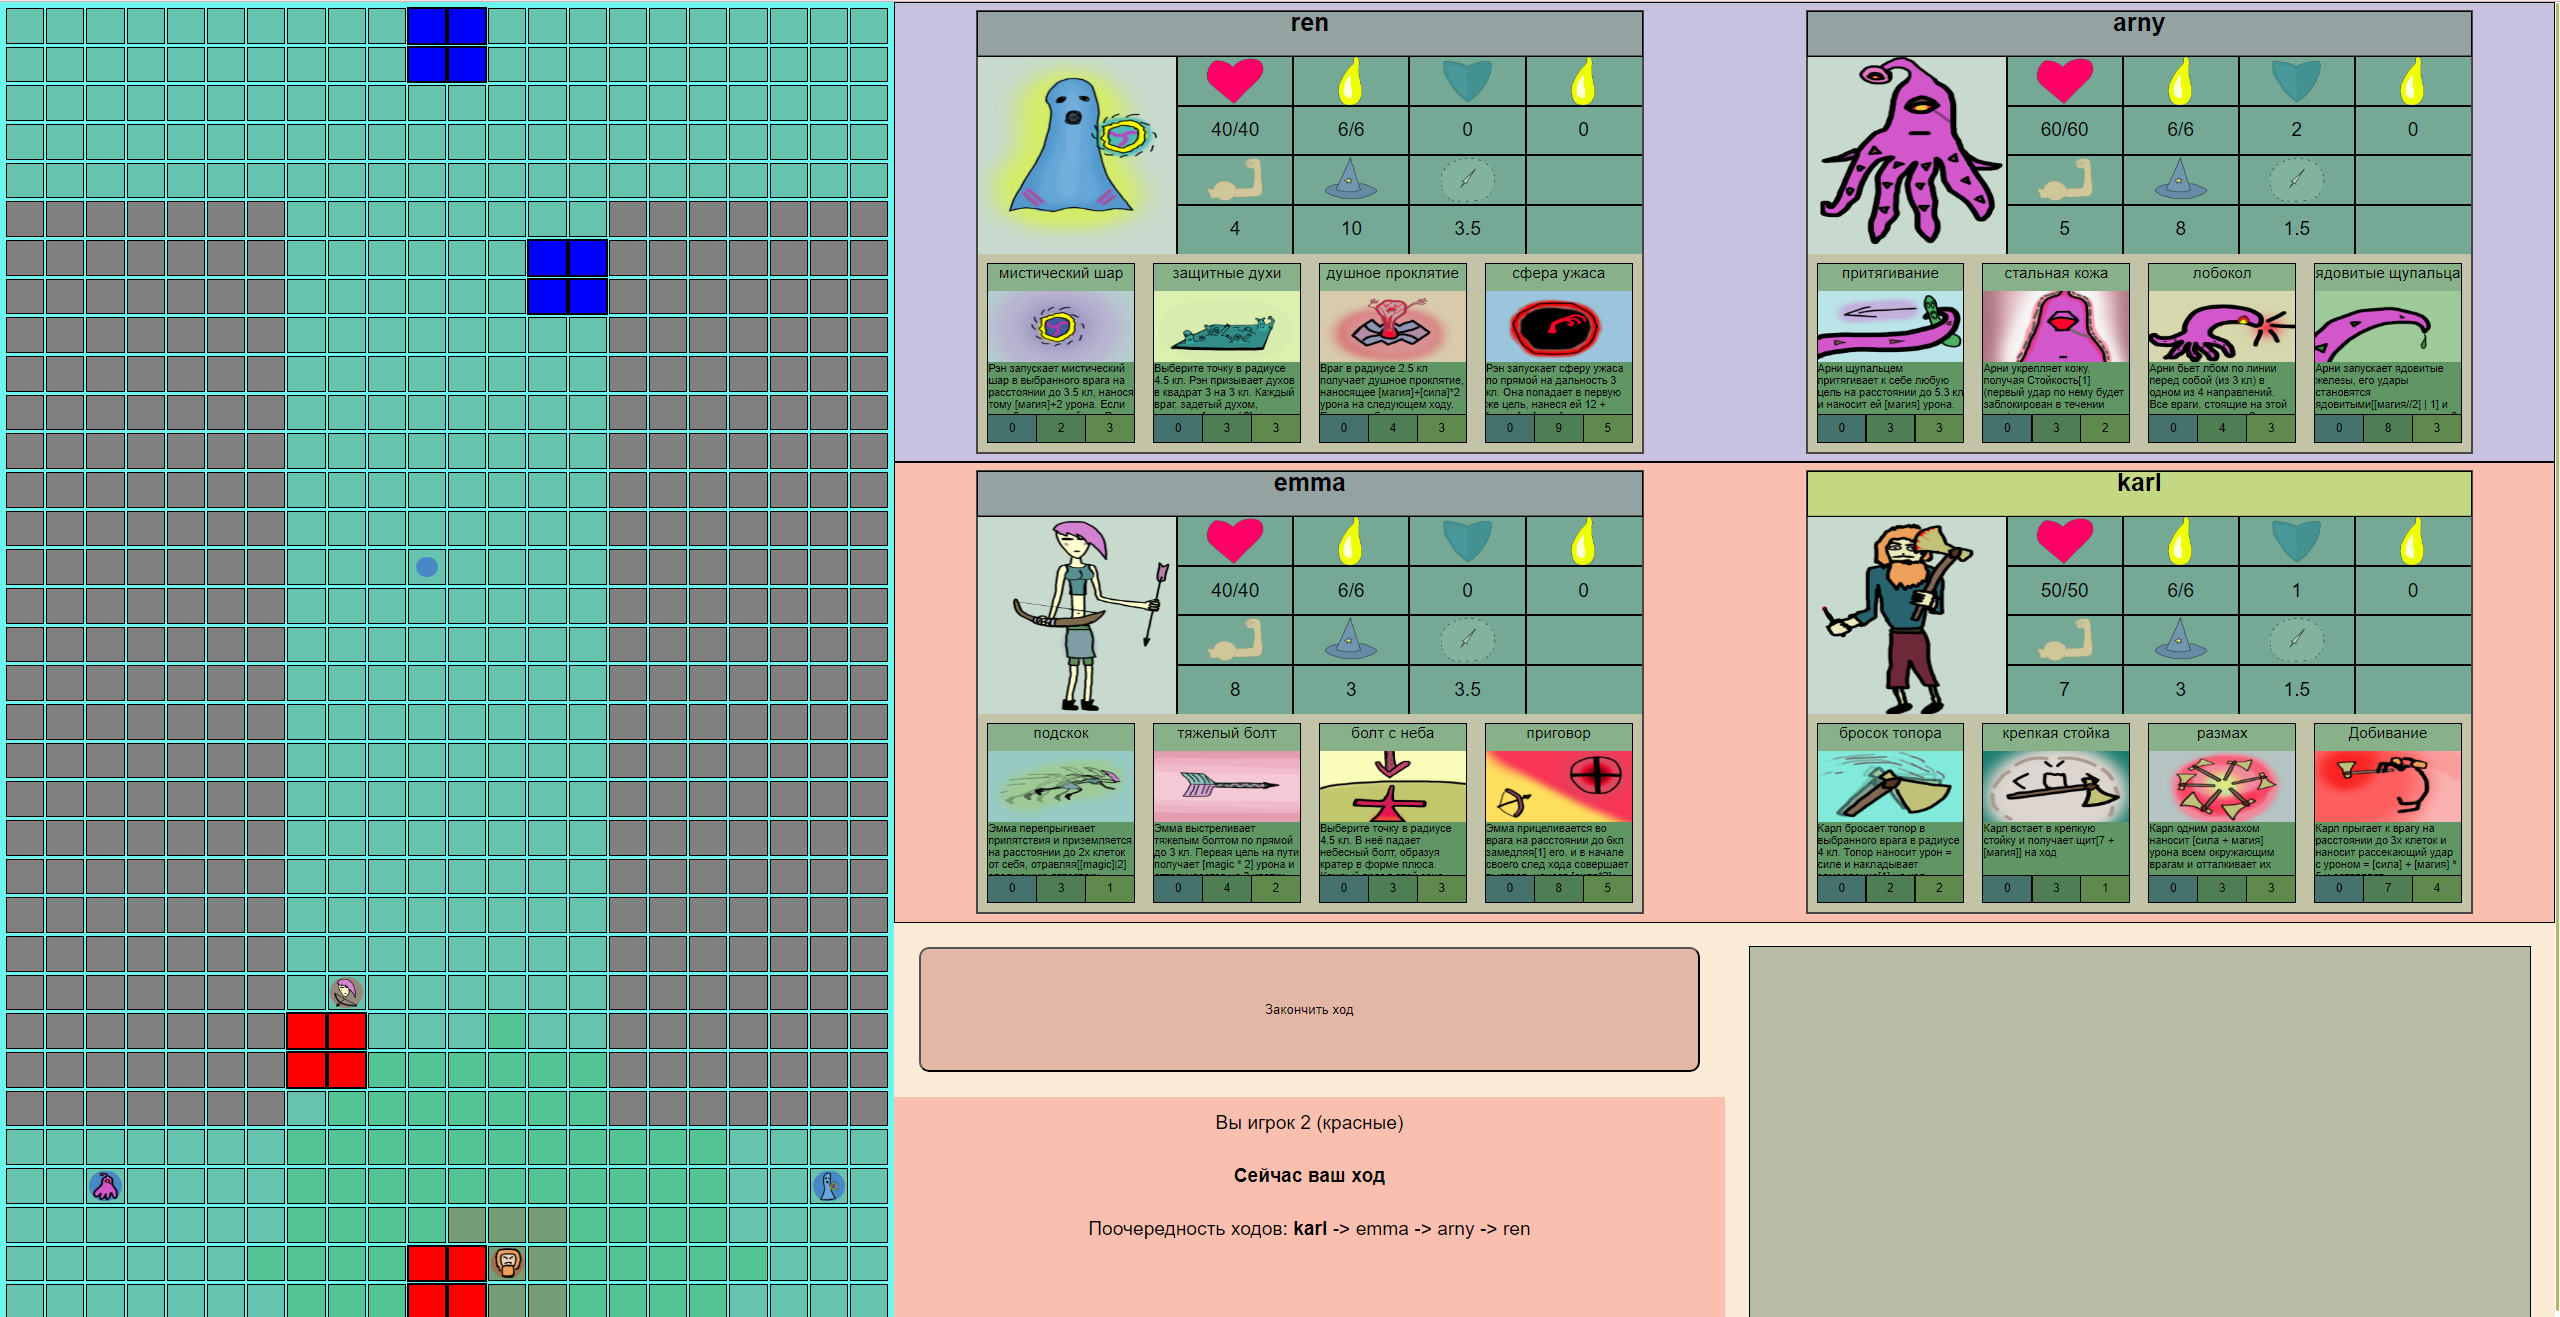 ren
40/40 6/6 0 0
4 10 3.5
мистический шар
Рэн запускает мистический
шар в выбранного врага на
расстоянии до 3.5 кл, нанося
тому [магия]+2 урона. Если
0 2 3
защитные духи
Выберите точку в радиусе
4.5 кл. Рэн призывает духов
в квадрат 3 на 3 кл. Каждый
враг, задетый духом,
0 3 3
душное проклятие
Враг в радиусе 2.5 кл
получает душное проклятие,
наносящее [магия]+[сила]*2
урона на следующем ходу.
0 4 3
сфера ужаса
Рэн запускает сферу ужаса
по прямой на дальность 3
кл. Она попадает в первую
же цель, нанеся ей 12 +
0 9 5
arny
60/60 6/6 2 0
5 8 1.5
притягивание
Арни щупальцем
притягивает к себе любую
цель на расстоянии до 5.3 кл
и наносит ей [магия] урона.
0 3 3
стальная кожа
Арни укрепляет кожу,
получая Стойкость[1]
(первый удар по нему будет
заблокирован в течении
0 3 2
лобокол
Арни бьет лбом по линии
перед собой (из 3 кл) в
одном из 4 направлений.
Все враги, стоящие на этой
0 4 3
ядовитые щупальца
Арни запускает ядовитые
железы, его удары
становятся
ядовитыми[[магия//2] | 1] и
0 8 3
emma
40/40 6/6 0 0
8 3 3.5
подскок
Эмма перепрыгивает
препятствия и приземляется
на расстоянии до 2х клеток
от себя, отравляя[[magic]|2]
0 3 1
тяжелый болт
Эмма выстреливает
тяжелым болтом по прямой
до 3 кл. Первая цель на пути
получает [magic * 2] урона и
0 4 2
болт с неба
Выберите точку в радиусе
4.5 кл. В неё падает
небесный болт, образуя
кратер в форме плюса.
0 3 3
приговор
Эмма прицеливается во
врага на расстоянии до 6кл
замедляя[1] его, и в начале
своего след хода совершает
0 8 5
karl
50/50 6/6 1 0
7 3 1.5
бросок топора
Карл бросает топор в
выбранного врага в радиусе
4 кл. Топор наносит урон =
силе и накладывает
0 2 2
крепкая стойка
Карл встает в крепкую
стойку и получает щит[7 +
[магия]] на ход
0 3 1
размах
Карл одним размахом
наносит [сила + магия]
урона всем окружающим
врагам и отталкивает их
0 3 3
Добивание
Карл прыгает к врагу на
расстоянии до 3х клеток и
наносит рассекающий удар
с уроном = [сила] + [магия] *
0 7 4
Закончить ход
Вы игрок 2 (красные)
Сейчас ваш ход
Поочередность ходов: karl -> emma -> arny -> ren